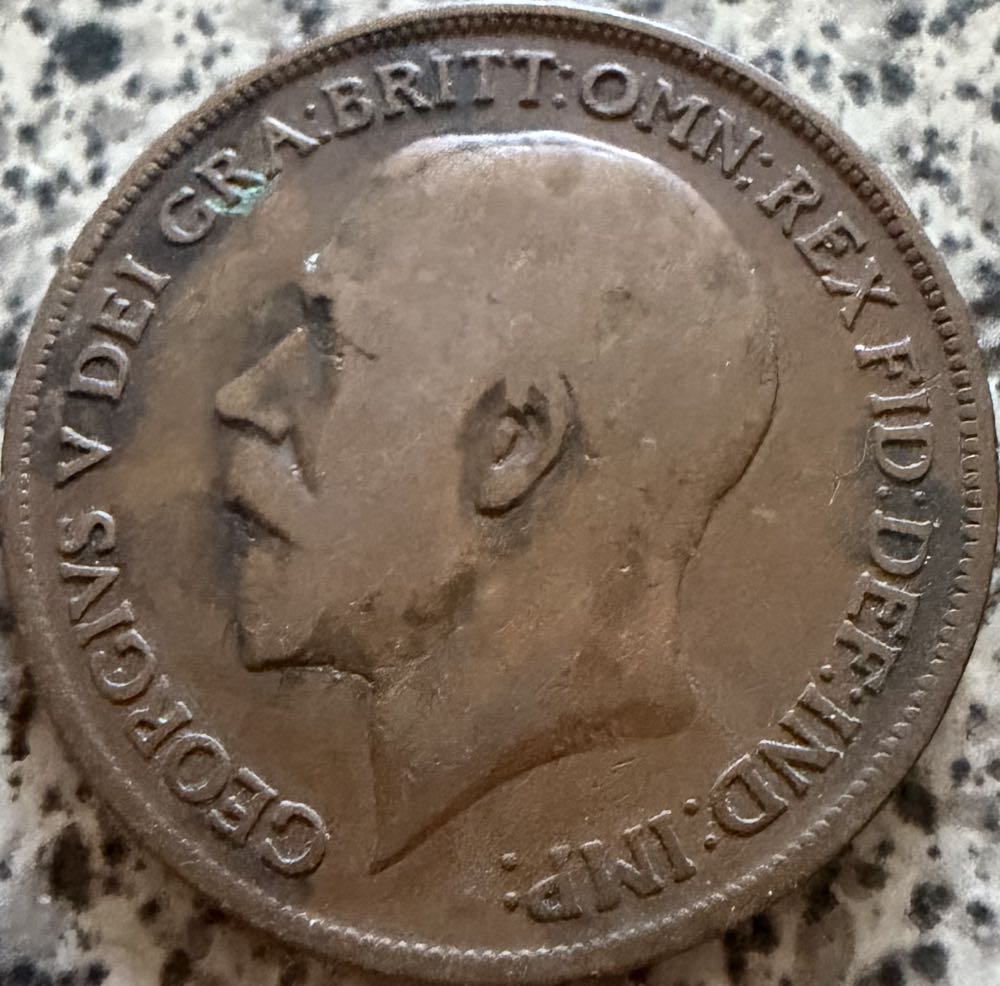 GEORGIVS V DEI GRA: BRITT: OMN: REX FID: DEF: IND: IMP: